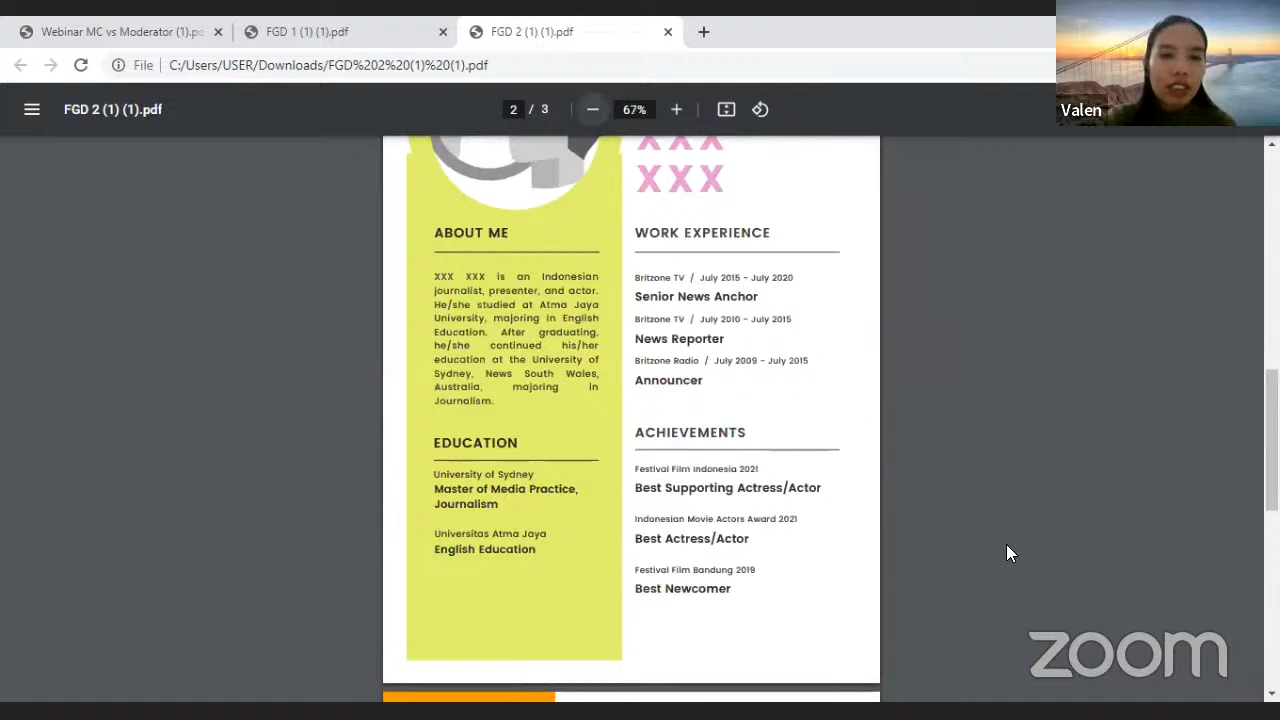 Webinar MC vs Moderator (1).pd
FGD 1 (1) (1).pdf
FGD 2 (1) (1).pdf
File
C:/Users/USER/Downloads/FGD%202%20(1)%20(1).pdf
FGD 2 (1) (1).pdf
2 / 3
67%
Valen
XXX
XXX
ABOUT ME
XXX XXX is an Indonesian
journalist, presenter, and actor.
He/she studied at Atma Jaya
University, majoring in English
Education. After graduating,
he/she continued his/her
education at the University of
Sydney, News South Wales,
Australia, majoring in
Journalism.
EDUCATION
University of Sydney
Master of Media Practice,
Journalism
Universitas Atma Jaya
English Education
WORK EXPERIENCE
Britzone TV / July 2015 - July 2020
Senior News Anchor
Britzone TV / July 2010 - July 2015
News Reporter
Britzone Radio / July 2009 - July 2015
Announcer
ACHIEVEMENTS
Festival Film Indonesia 2021
Best Supporting Actress/Actor
Indonesian Movie Actors Award 2021
Best Actress/Actor
Festival Film Bandung 2019
Best Newcomer
zoom